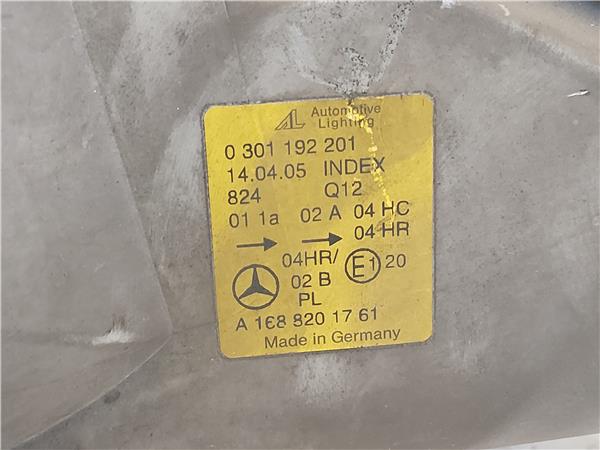 AL Automotive
Lighting
0 301 192 201
14.04.05 INDEX
824 Q12
01 1a 02 A 04 HC
04 HR
04HR/ E1 20
02 B
PL
A 168 820 17 61
Made in Germany